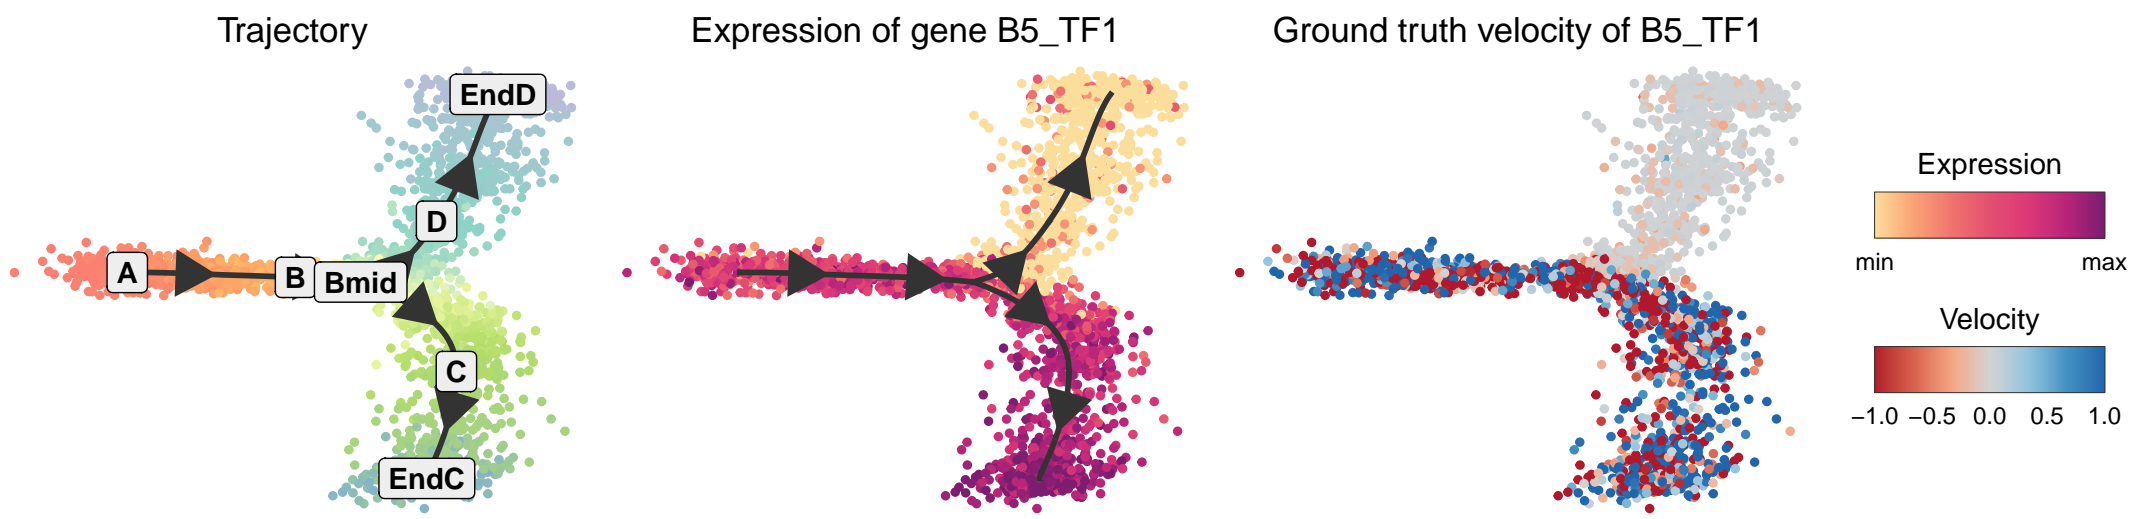 Trajectory
Expression of gene B5_TF1
Ground truth velocity of B5_TF1
EndD
D
A
B
Bmid
C
EndC
Expression
min max
Velocity
−1.0 −0.5 0.0 0.5 1.0